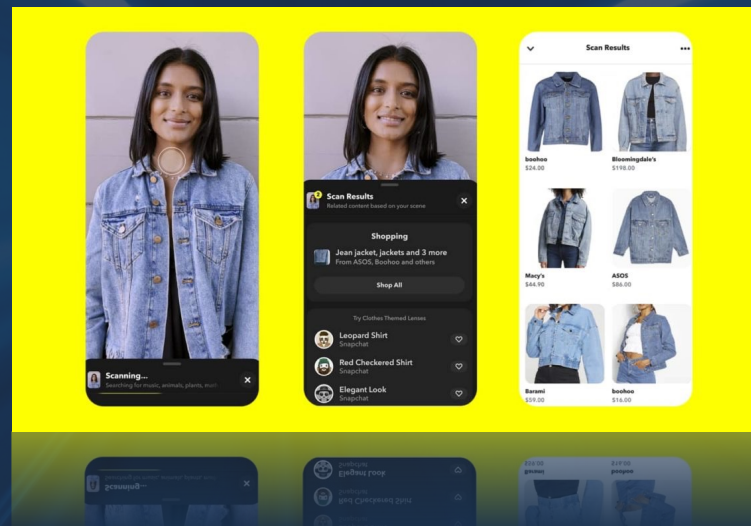 Scanning...
Searching for music, animals, plants, math
Scan Results
Related content based on your scene
Shopping
Jean jacket, jackets and 3 more
From ASOS, Boohoo and others
Shop All
Try Clothes Themed Lenses
Leopard Shirt
Snapchat
Red Checkered Shirt
Snapchat
Elegant Look
Snapchat
Scan Results
boohoo
$24.00
Bloomingdale's
$198.00
Macy's
$44.90
ASOS
$86.00
Barami
$59.00
boohoo
$16.00